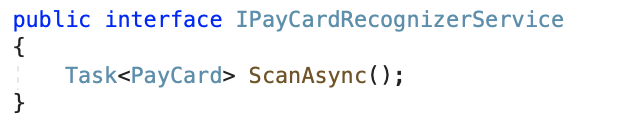 public interface IPayCardRecognizerService
{
    Task<PayCard> ScanAsync();
}